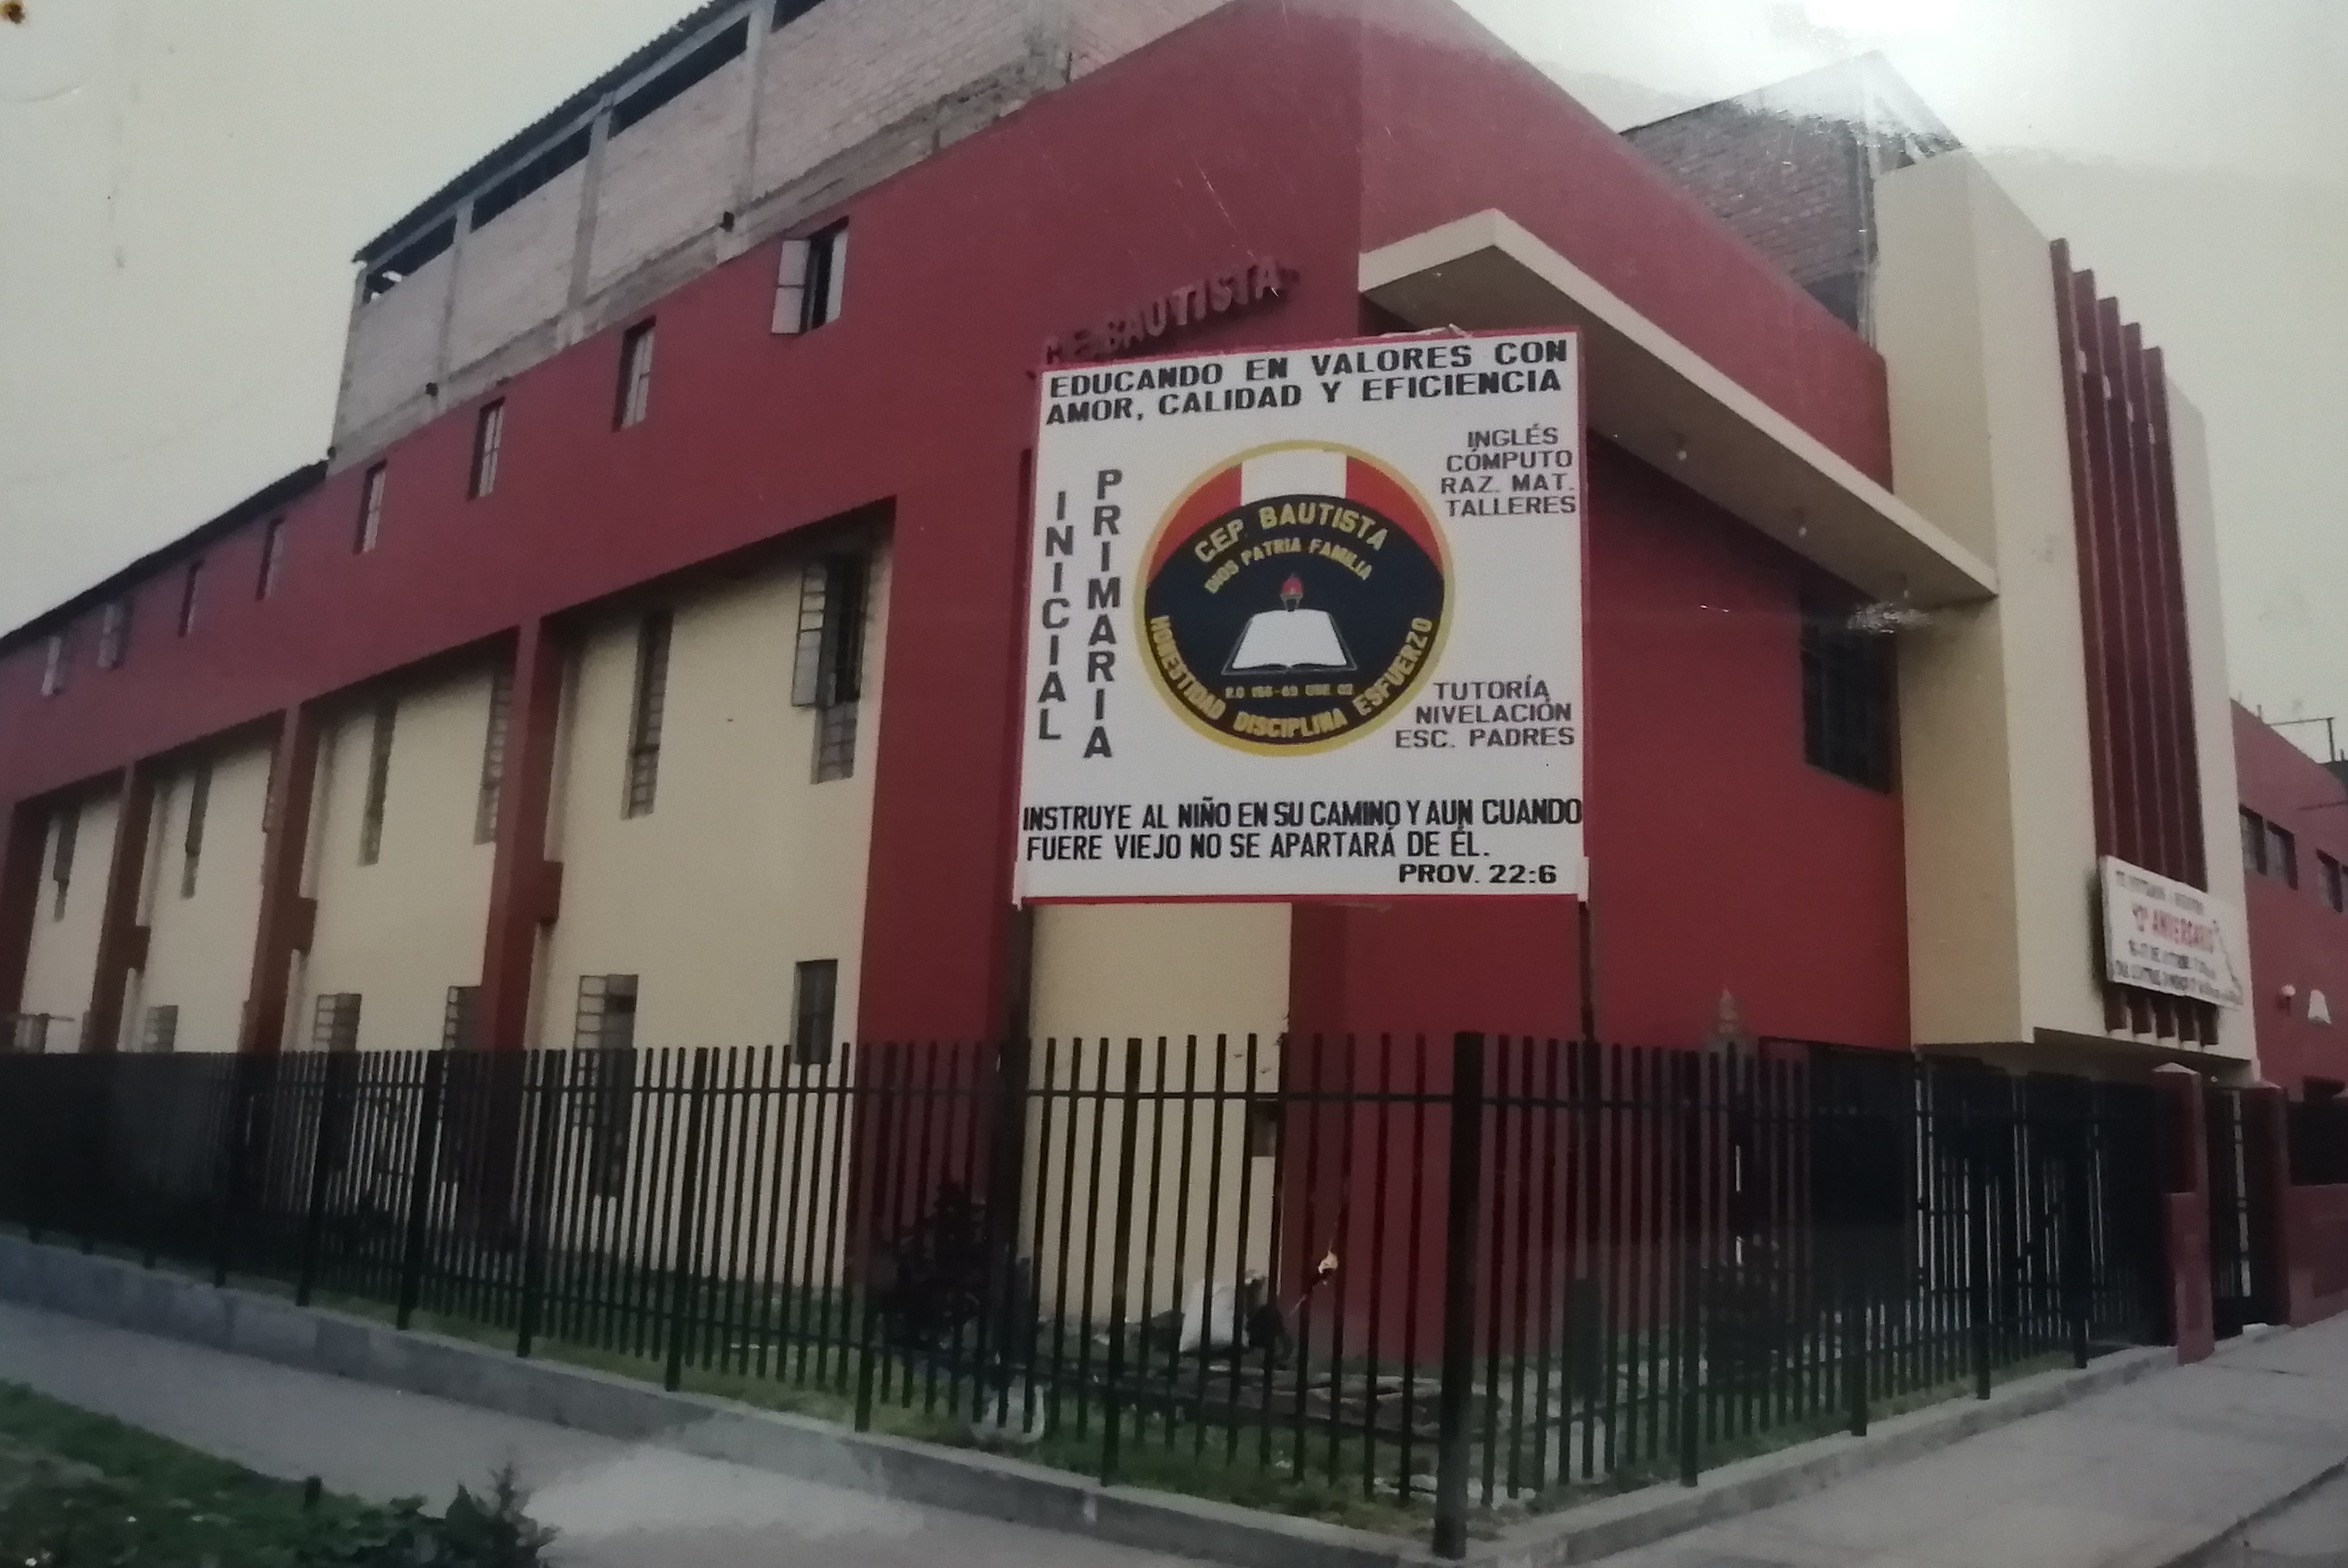 C.E. BAUTISTA
EDUCANDO EN VALORES CON
AMOR, CALIDAD Y EFICIENCIA
INICIAL
PRIMARIA
CEP BAUTISTA
DIOS PATRIA FAMILIA
HONESTIDAD DISCIPLINA ESFUERZO
INGLÉS
CÓMPUTO
RAZ. MAT.
TALLERES
TUTORÍA
NIVELACIÓN
ESC. PADRES
INSTRUYE AL NIÑO EN SU CAMINO Y AUN CUANDO
FUERE VIEJO NO SE APARTARÁ DE ÉL.
PROV. 22:6
ANIVERSARIO